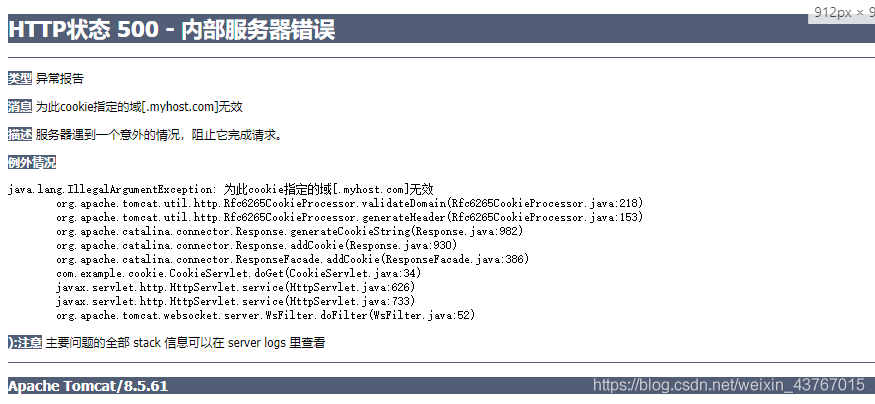 912px × 9
HTTP状态 500 - 内部服务器错误
类型 异常报告
消息 为此cookie指定的域[.myhost.com]无效
描述 服务器遇到一个意外的情况，阻止它完成请求。
例外情况
java.lang.IllegalArgumentException: 为此cookie指定的域[.myhost.com]无效
org.apache.tomcat.util.http.Rfc6265CookieProcessor.validateDomain(Rfc6265CookieProcessor.java:218)
org.apache.tomcat.util.http.Rfc6265CookieProcessor.generateHeader(Rfc6265CookieProcessor.java:153)
org.apache.catalina.connector.Response.generateCookieString(Response.java:982)
org.apache.catalina.connector.Response.addCookie(Response.java:930)
org.apache.catalina.connector.ResponseFacade.addCookie(ResponseFacade.java:386)
com.example.cookie.CookieServlet.doGet(CookieServlet.java:34)
javax.servlet.http.HttpServlet.service(HttpServlet.java:626)
javax.servlet.http.HttpServlet.service(HttpServlet.java:733)
org.apache.tomcat.websocket.server.WsFilter.doFilter(WsFilter.java:52)
):注意 主要问题的全部 stack 信息可以在 server logs 里查看
Apache Tomcat/8.5.61
https://blog.csdn.net/weixin_43767015